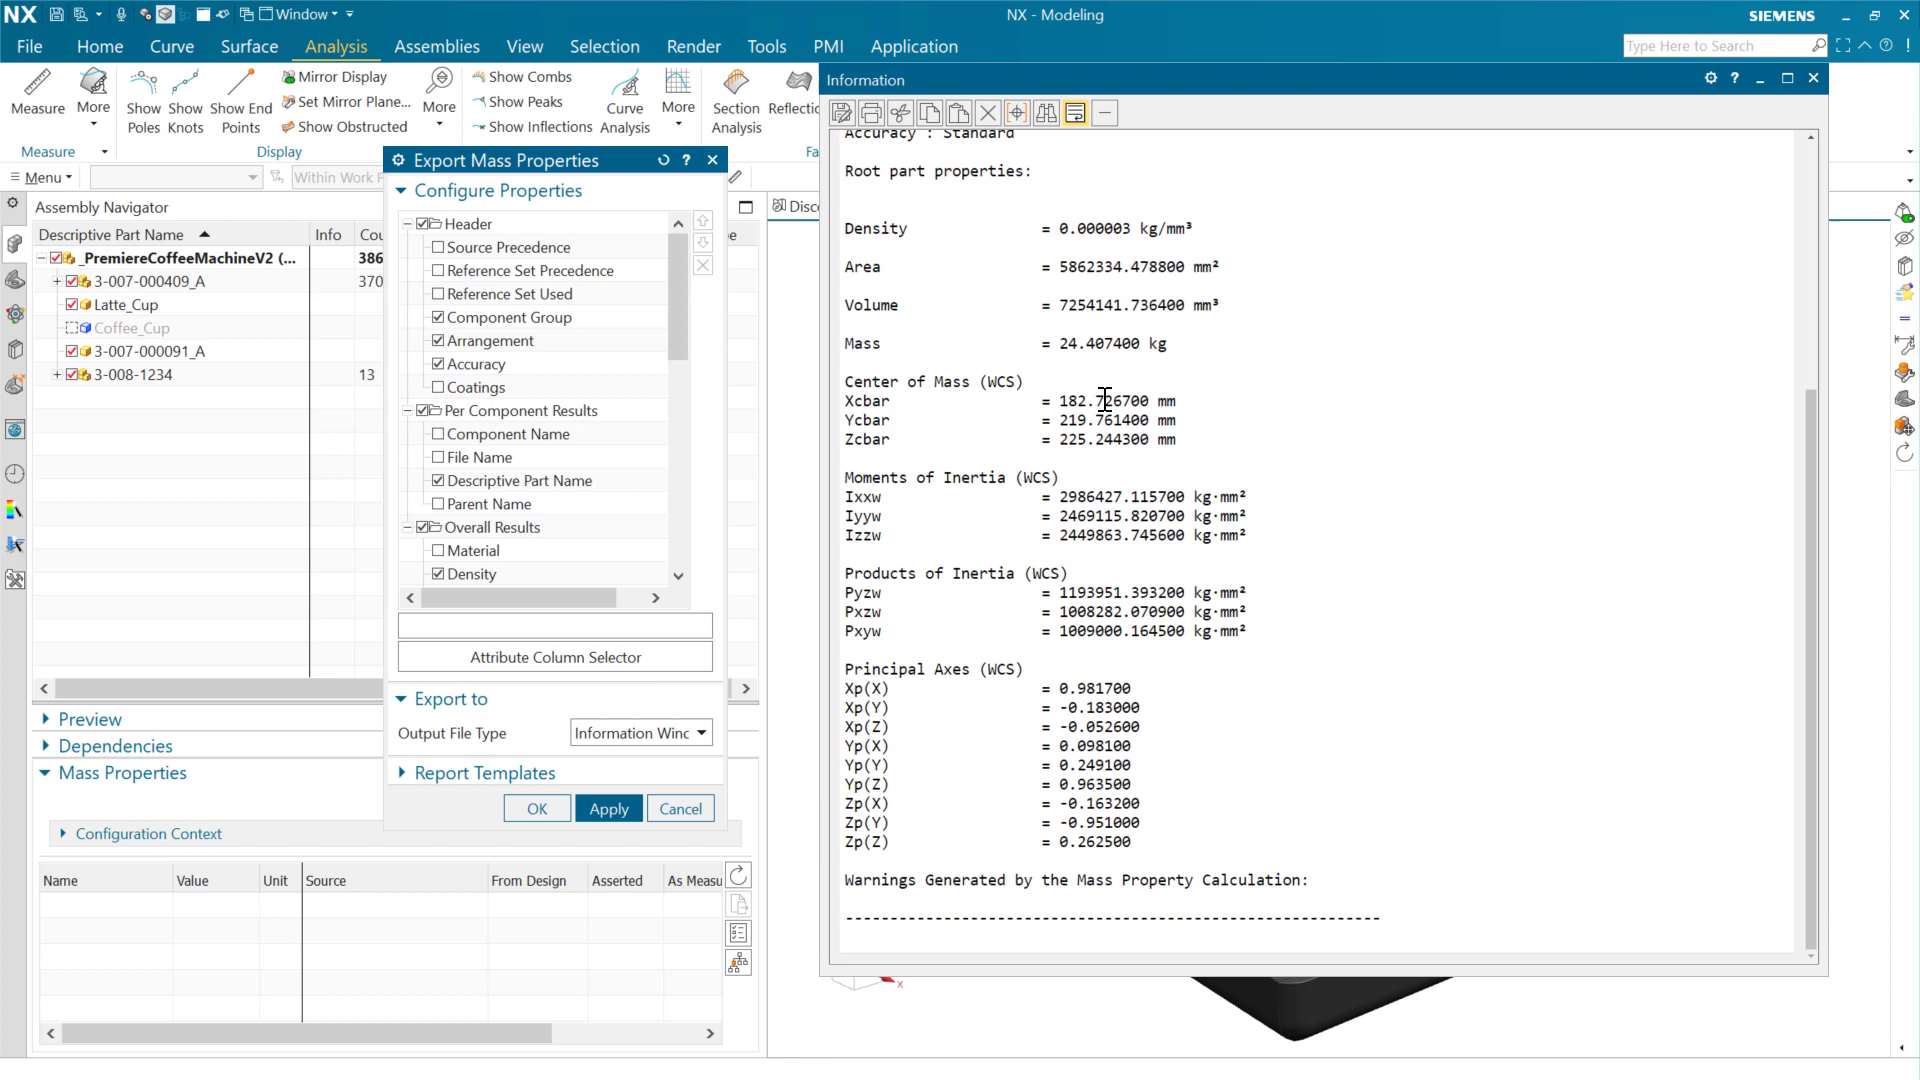 NX
Window
NX - Modeling
SIEMENS
File
Home
Curve
Surface
Analysis
Assemblies
View
Selection
Render
Tools
PMI
Application
Type Here to Search
Measure
More
Show Poles
Show Knots
Show End Points
Mirror Display
Set Mirror Plane...
Show Obstructed
More
Show Combs
Show Peaks
Show Inflections
Curve Analysis
More
Section Analysis
Measure
Display
Menu
Assembly Navigator
Descriptive Part Name
Info
_PremiereCoffeeMachineV2 (...
386
3-007-000409_A
370
Latte_Cup
Coffee_Cup
3-007-000091_A
3-008-1234
13
Preview
Dependencies
Mass Properties
Configuration Context
Name
Value
Unit
Source
From Design
Asserted
As Measu
Export Mass Properties
Configure Properties
Header
Source Precedence
Reference Set Precedence
Reference Set Used
Component Group
Arrangement
Accuracy
Coatings
Per Component Results
Component Name
File Name
Descriptive Part Name
Parent Name
Overall Results
Material
Density
Attribute Column Selector
Export to
Output File Type
Information Winc
Report Templates
OK
Apply
Cancel
Information
Accuracy : Standard
Root part properties:
Density = 0.000003 kg/mm³
Area = 5862334.478800 mm²
Volume = 7254141.736400 mm³
Mass = 24.407400 kg
Center of Mass (WCS)
Xcbar = 182.726700 mm
Ycbar = 219.761400 mm
Zcbar = 225.244300 mm
Moments of Inertia (WCS)
Ixxw = 2986427.115700 kg·mm²
Iyyw = 2469115.820700 kg·mm²
Izzw = 2449863.745600 kg·mm²
Products of Inertia (WCS)
Pyzw = 1193951.393200 kg·mm²
Pxzw = 1008282.070900 kg·mm²
Pxyw = 1009000.164500 kg·mm²
Principal Axes (WCS)
Xp(X) = 0.981700
Xp(Y) = -0.183000
Xp(Z) = -0.052600
Yp(X) = 0.098100
Yp(Y) = 0.249100
Yp(Z) = 0.963500
Zp(X) = -0.163200
Zp(Y) = -0.951000
Zp(Z) = 0.262500
Warnings Generated by the Mass Property Calculation:
------------------------------------------------------------
X